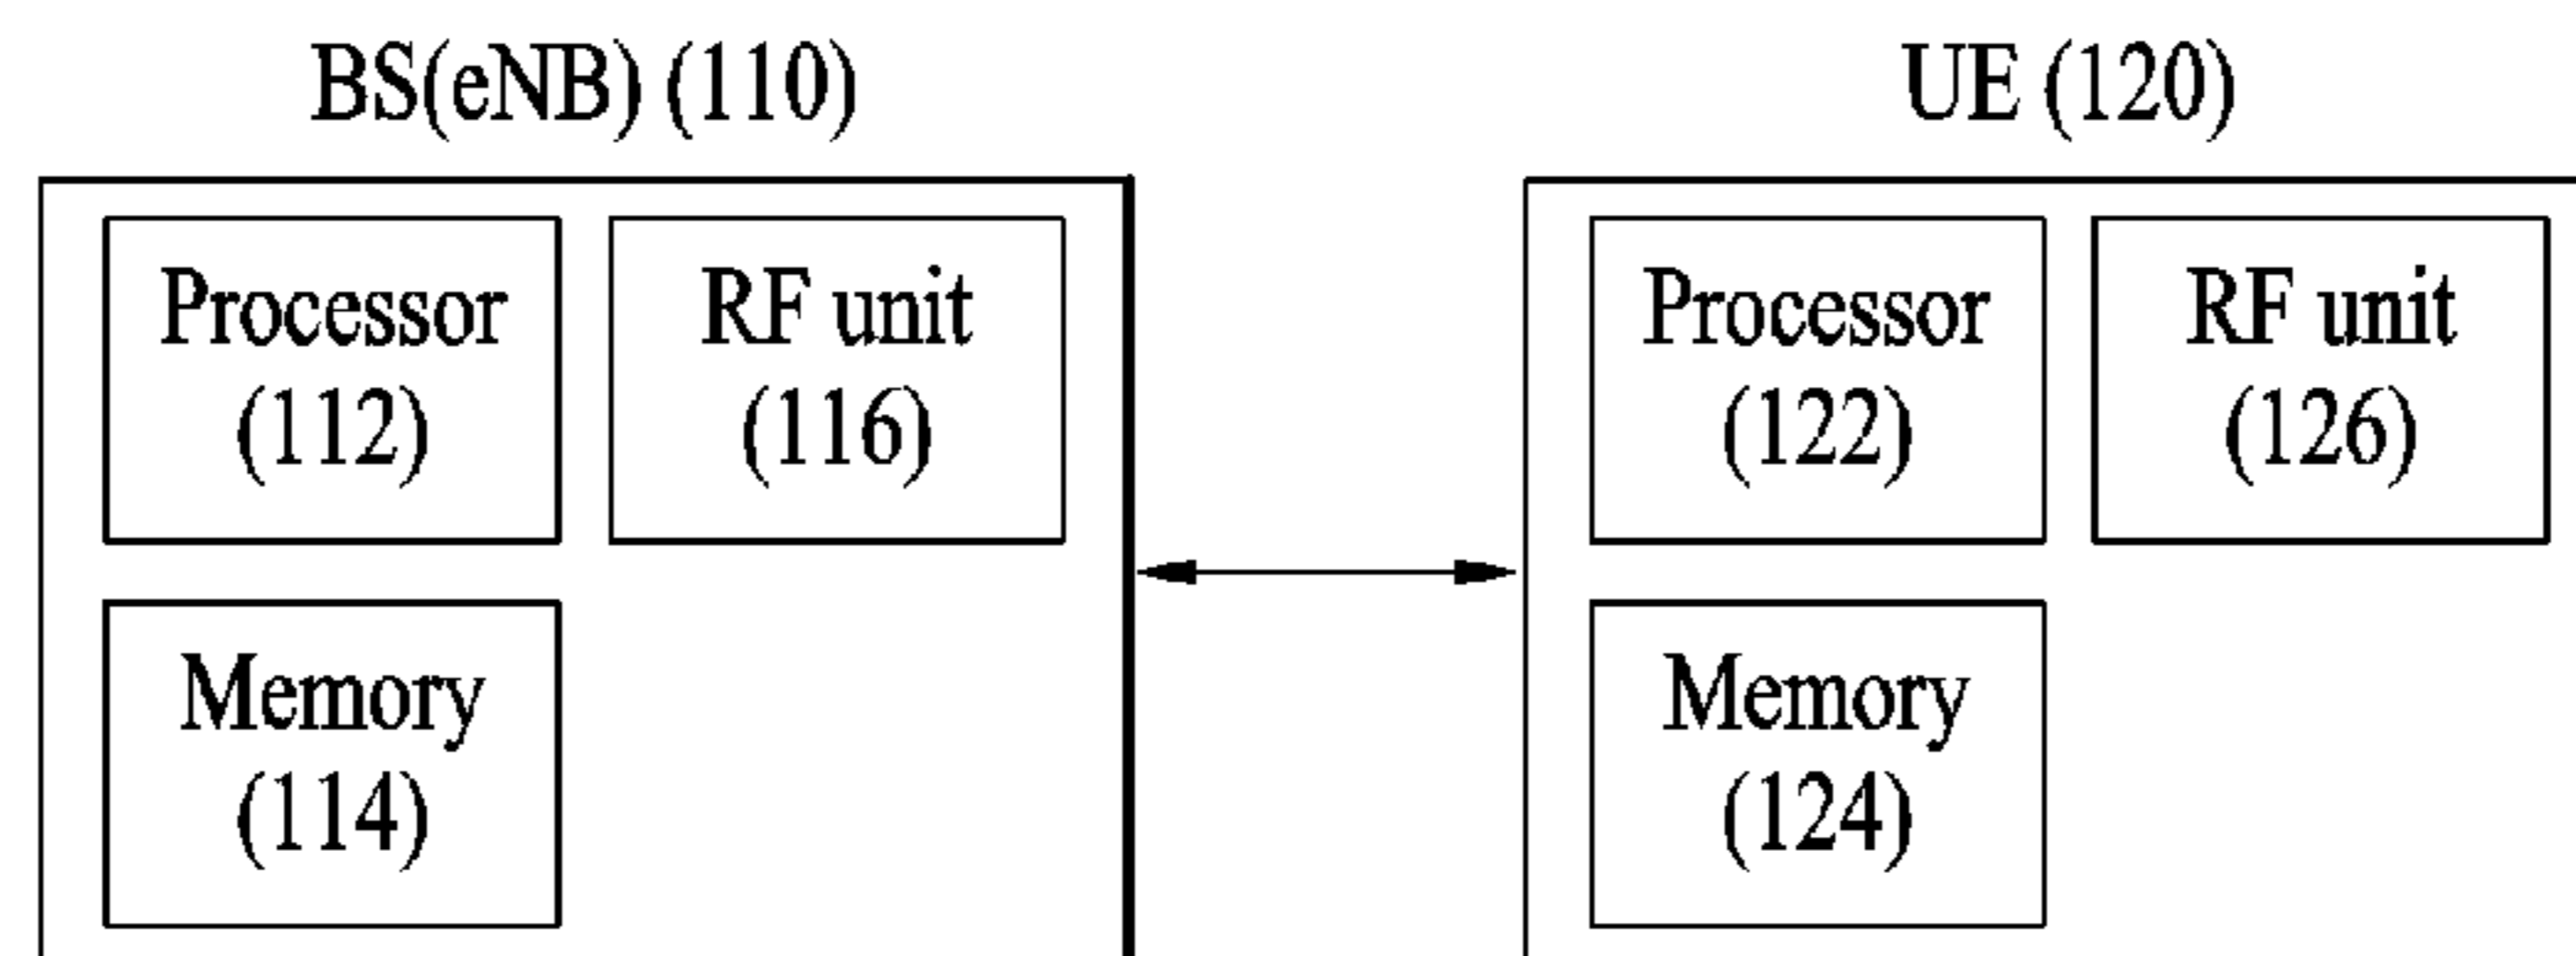 BS(eNB) (110)
Processor
(112)
RF unit
(116)
Memory
(114)
UE (120)
Processor
(122)
RF unit
(126)
Memory
(124)